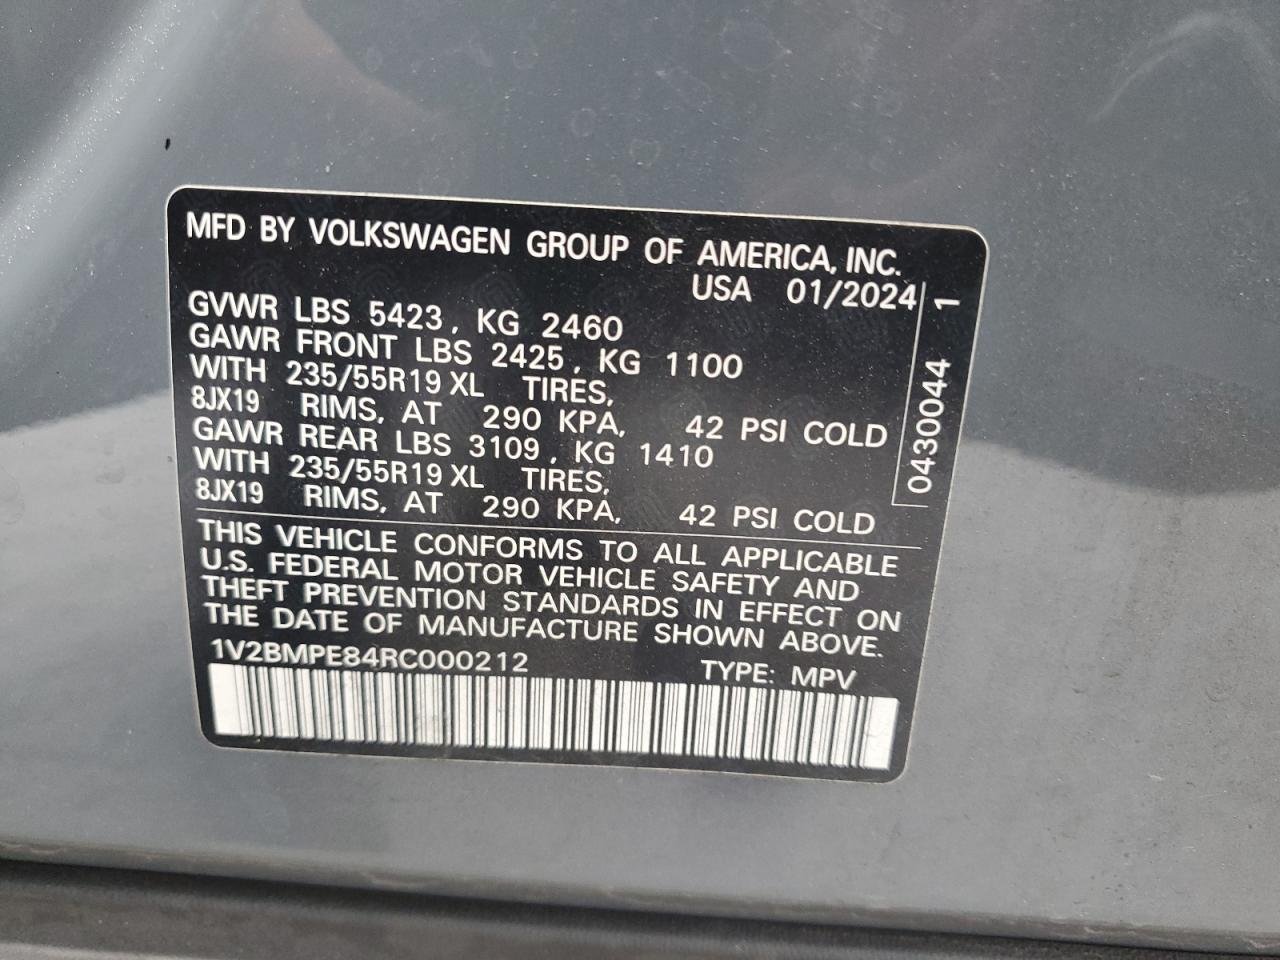 MFD BY VOLKSWAGEN GROUP OF AMERICA, INC.
USA 01/2024
GVWR LBS 5423, KG 2460
GAWR FRONT LBS 2425, KG 1100
WITH 235/55R19 XL TIRES,
8JX19 RIMS, AT 290 KPA, 42 PSI COLD
GAWR REAR LBS 3109, KG 1410
WITH 235/55R19 XL TIRES,
8JX19 RIMS, AT 290 KPA, 42 PSI COLD
0430044 1
THIS VEHICLE CONFORMS TO ALL APPLICABLE
U.S. FEDERAL MOTOR VEHICLE SAFETY AND
THEFT PREVENTION STANDARDS IN EFFECT ON
THE DATE OF MANUFACTURE SHOWN ABOVE.
1V2BMPE84RC000212 TYPE: MPV